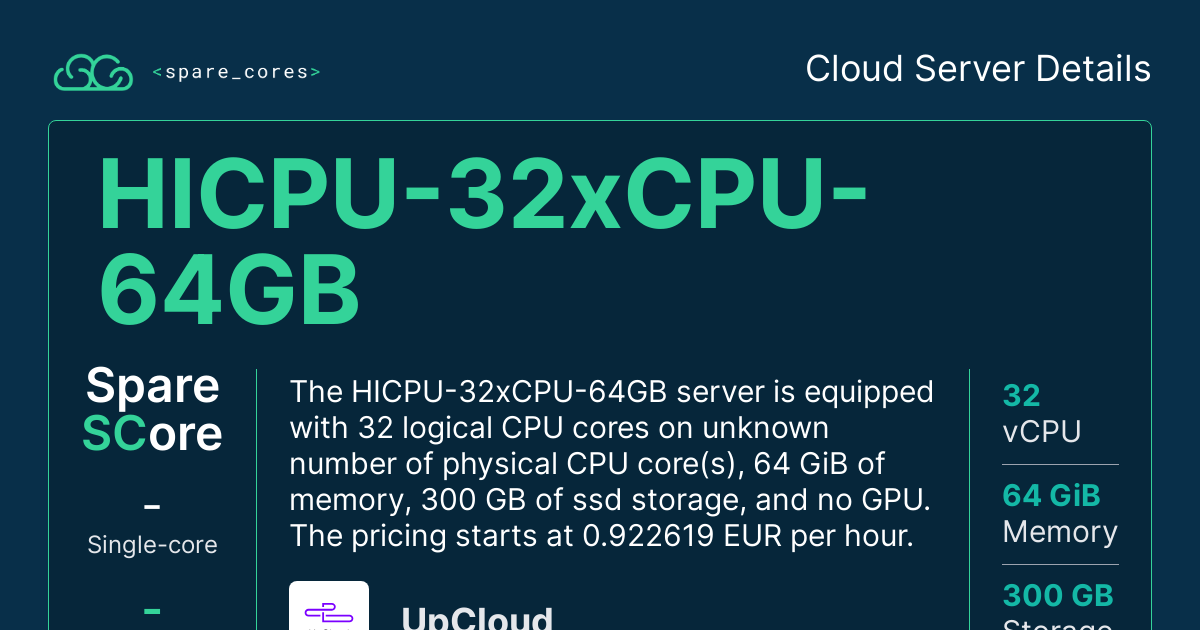 <spare_cores>
Cloud Server Details
HICPU-32xCPU-
64GB
Spare
SCore
-
Single-core
-
The HICPU-32xCPU-64GB server is equipped
with 32 logical CPU cores on unknown
number of physical CPU core(s), 64 GiB of
memory, 300 GB of ssd storage, and no GPU.
The pricing starts at 0.922619 EUR per hour.
UpCloud
32
vCPU
64 GiB
Memory
300 GB
Storage